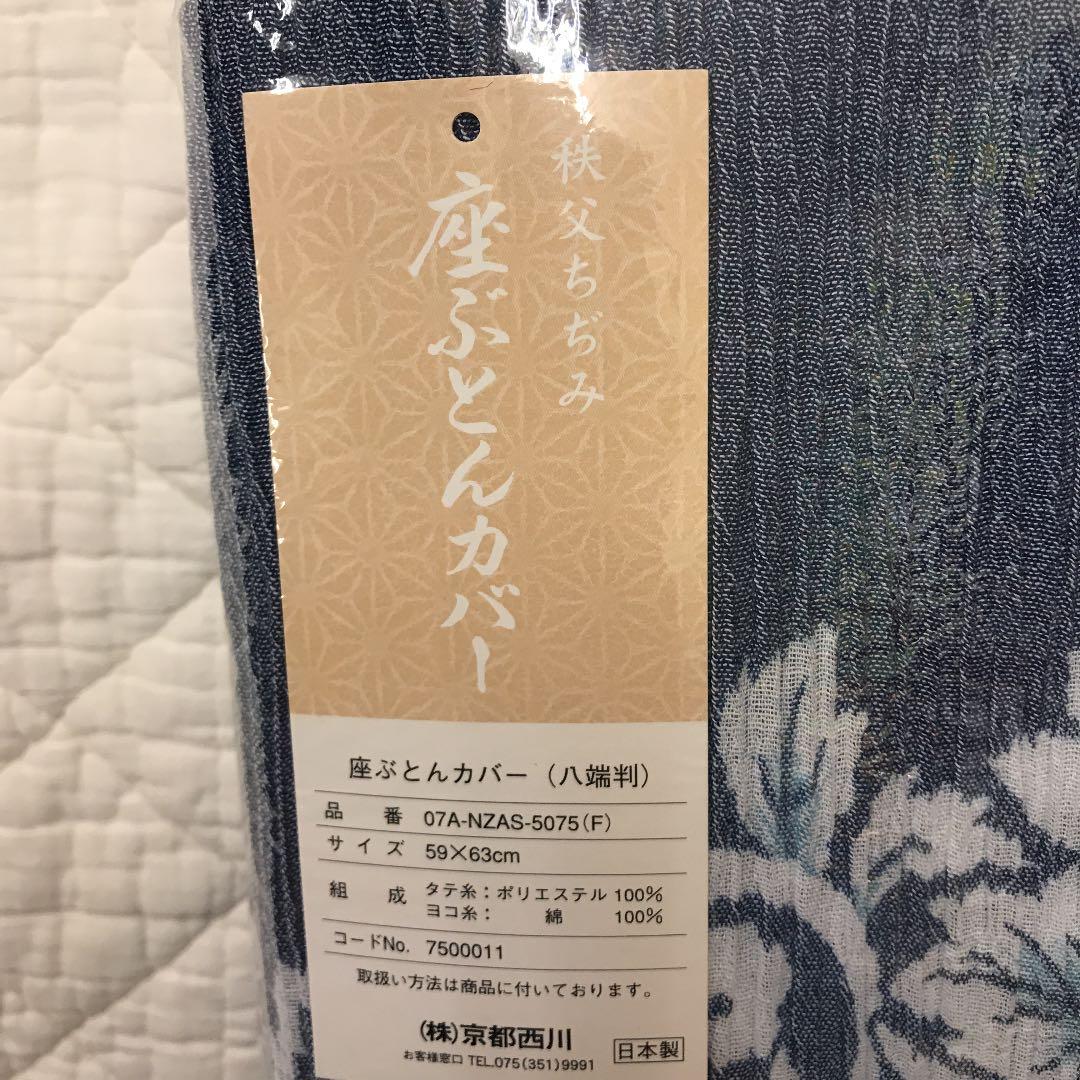 秩父ちぢみ
座ぶとんカバー
座ぶとんカバー（八端判）
品番 07A-NZAS-5075（F）
サイズ 59×63cm
組成 タテ糸：ポリエステル 100%
ヨコ糸： 綿 100%
コードNo. 7500011
取扱い方法は商品に付いております。
（株）京都西川
お客様窓口 TEL.075（351）9991
日本製